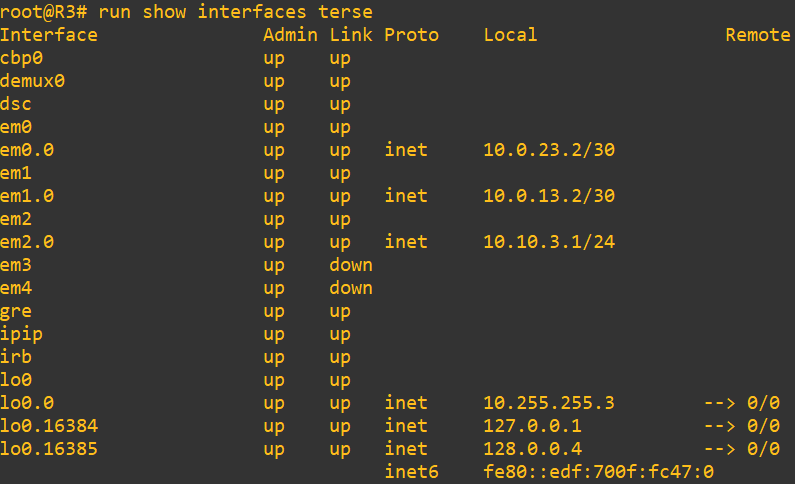 root@R3# run show interfaces terse
Interface               Admin Link Proto    Local                 Remote
cbp0                    up    up
demux0                  up    up
dsc                     up    up
em0                     up    up
em0.0                   up    up   inet     10.0.23.2/30
em1                     up    up
em1.0                   up    up   inet     10.0.13.2/30
em2                     up    up
em2.0                   up    up   inet     10.10.3.1/24
em3                     up    down
em4                     up    down
gre                     up    up
ipip                    up    up
irb                     up    up
lo0                     up    up
lo0.0                   up    up   inet     10.255.255.3        --> 0/0
lo0.16384               up    up   inet     127.0.0.1           --> 0/0
lo0.16385               up    up   inet     128.0.0.4           --> 0/0
                                   inet6    fe80::edf:700f:fc47:0